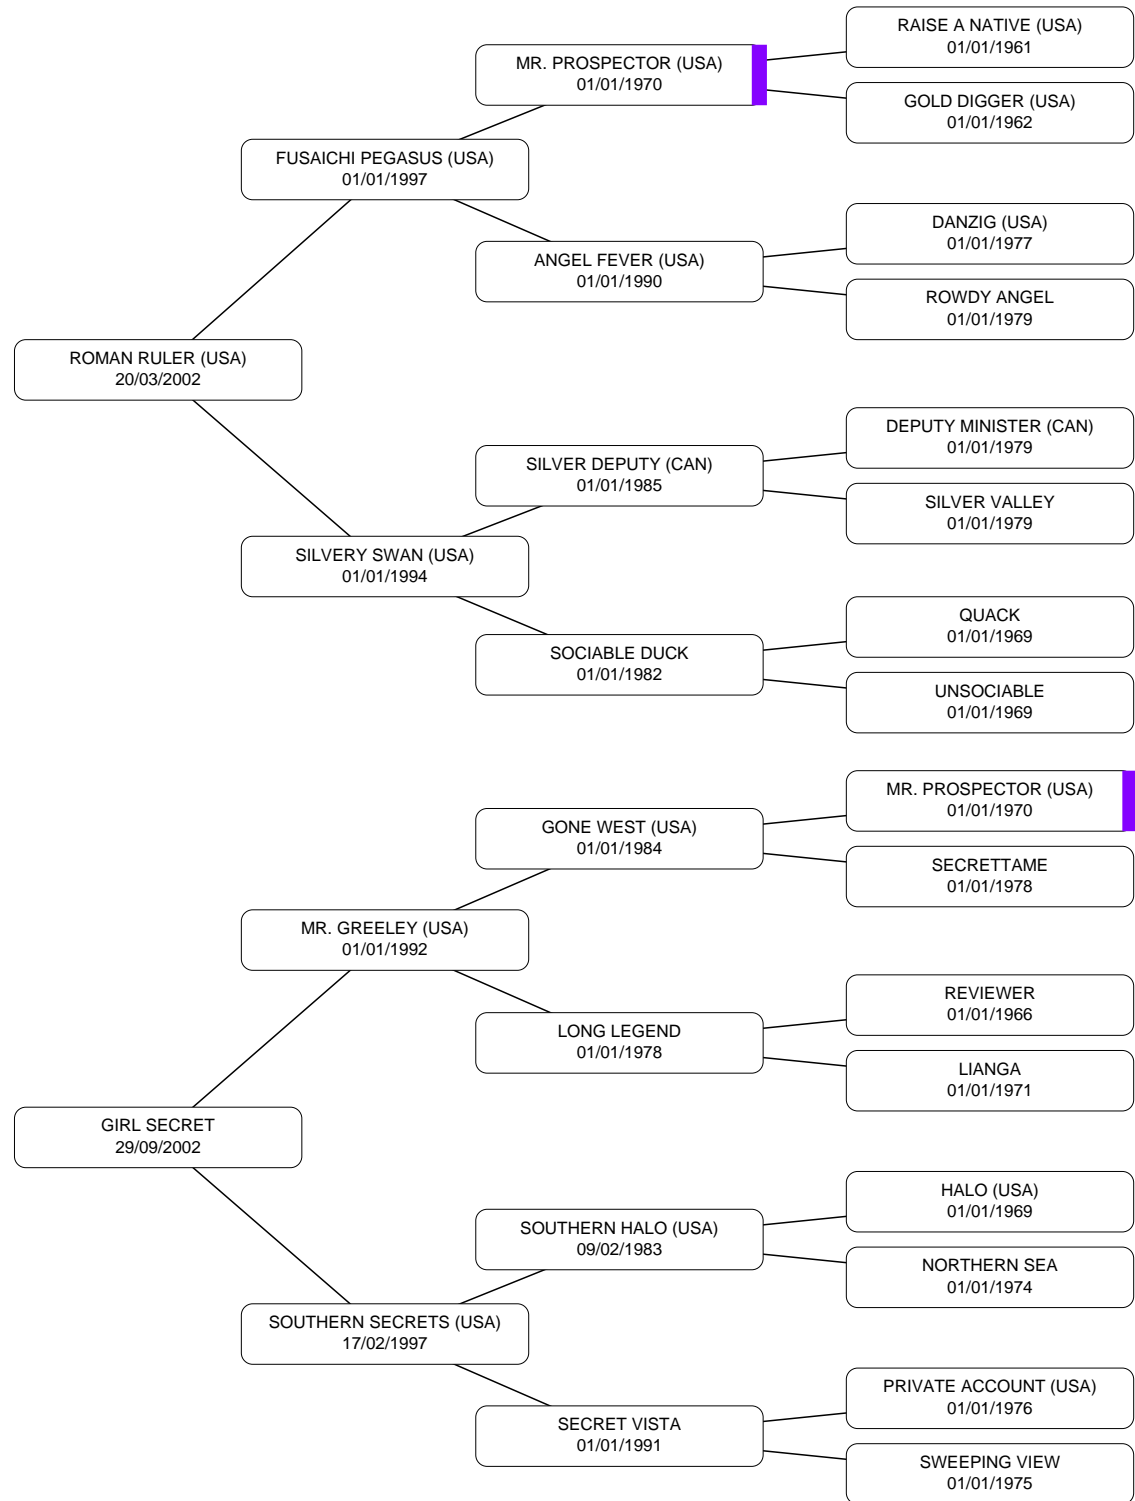 RAISE A NATIVE (USA)
01/01/1961
MR. PROSPECTOR (USA)
01/01/1970
GOLD DIGGER (USA)
01/01/1962
FUSAICHI PEGASUS (USA)
01/01/1997
DANZIG (USA)
01/01/1977
ANGEL FEVER (USA)
01/01/1990
ROWDY ANGEL
01/01/1979
ROMAN RULER (USA)
20/03/2002
DEPUTY MINISTER (CAN)
01/01/1979
SILVER DEPUTY (CAN)
01/01/1985
SILVER VALLEY
01/01/1979
SILVERY SWAN (USA)
01/01/1994
QUACK
01/01/1969
SOCIABLE DUCK
01/01/1982
UNSOCIABLE
01/01/1969
MR. PROSPECTOR (USA)
01/01/1970
GONE WEST (USA)
01/01/1984
SECRETTAME
01/01/1978
MR. GREELEY (USA)
01/01/1992
REVIEWER
01/01/1966
LONG LEGEND
01/01/1978
LIANGA
01/01/1971
GIRL SECRET
29/09/2002
HALO (USA)
01/01/1969
SOUTHERN HALO (USA)
09/02/1983
NORTHERN SEA
01/01/1974
SOUTHERN SECRETS (USA)
17/02/1997
PRIVATE ACCOUNT (USA)
01/01/1976
SECRET VISTA
01/01/1991
SWEEPING VIEW
01/01/1975